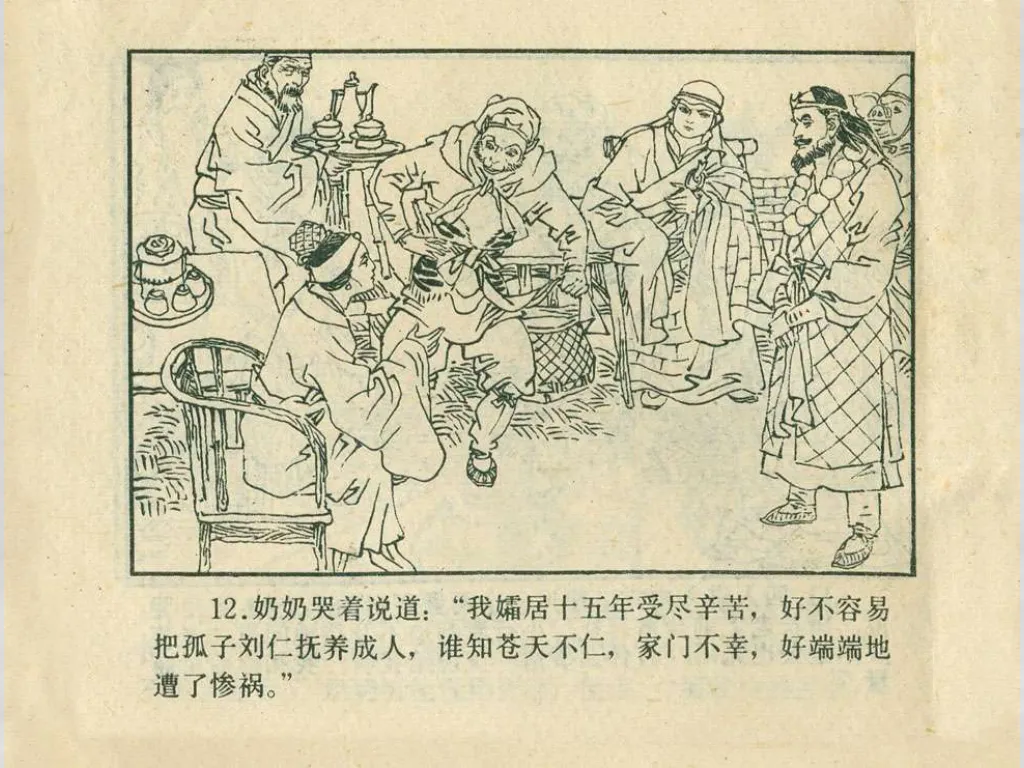 12.奶奶哭着说道：“我孀居十五年受尽辛苦，好不容易
把孤子刘仁抚养成人，谁知苍天不仁，家门不幸，好端端地
遭了惨祸。”